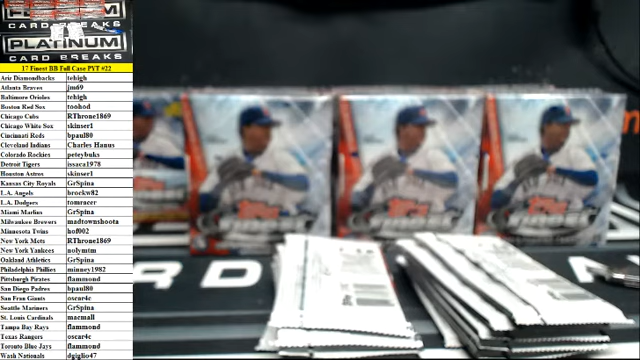 CARD BREAKS
PLATINUM
CARD BREAKS
17 Finest BB Full Case PYT #22
Ariz Diamondbacks tehigh
Atlanta Braves jm69
Baltimore Orioles tehigh
Boston Red Sox toohod
Chicago Cubs RThrone1869
Chicago White Sox skinser1
Cincinnati Reds bpaul80
Cleveland Indians Charles Hanus
Colorado Rockies peteybuks
Detroit Tigers issaca1978
Houston Astros skinser1
Kansas City Royals GrSpina
L.A. Angels brockw82
L.A. Dodgers tomracer
Miami Marlins GrSpina
Milwaukee Brewers madtownshoota
Minnesota Twins hof002
New York Mets RThrone1869
New York Yankees nolymtm
Oakland Athletics GrSpina
Philadelphia Phillies minney1982
Pittsburgh Pirates flammond
San Diego Padres bpaul80
San Fran Giants oscar4c
Seattle Mariners GrSpina
St. Louis Cardinals macmall
Tampa Bay Rays flammond
Texas Rangers oscar4c
Toronto Blue Jays flammond
Wash Nationals dgiglio47